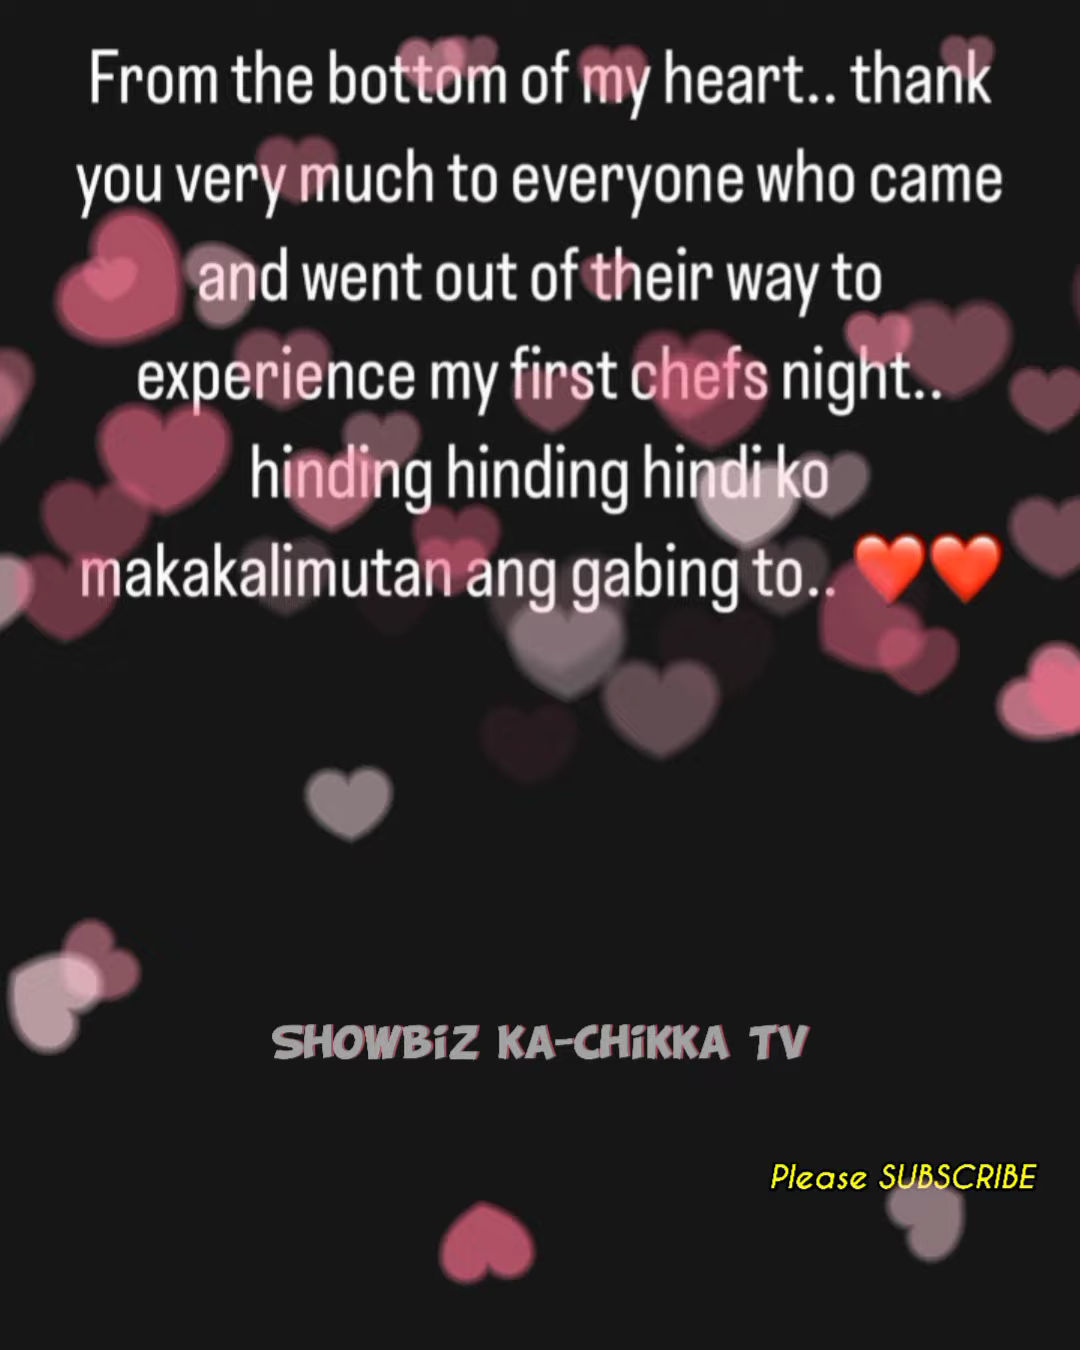 From the bottom of my heart.. thank
you very much to everyone who came
and went out of their way to
experience my first chefs night..
hinding hinding hindi ko
makakalimutan ang gabing to.. ❤️❤️
SHOWBiZ KA-CHiKKA TV
Please SUBSCRIBE